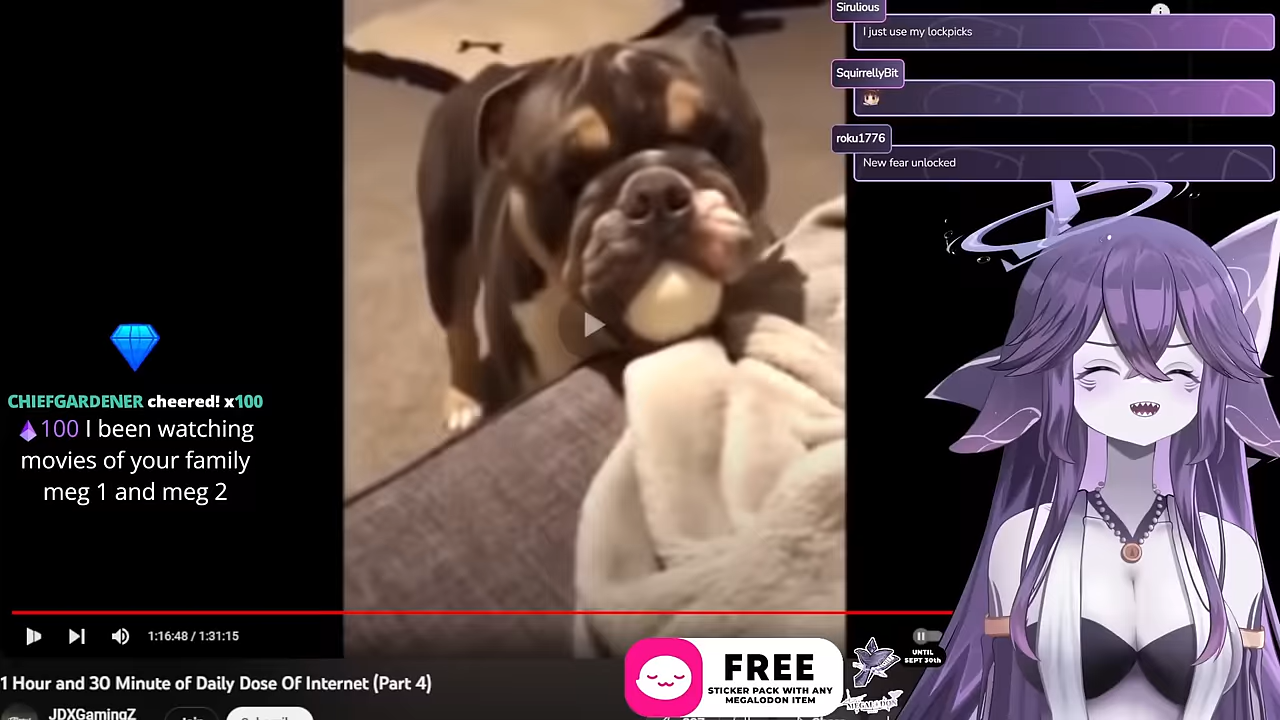 Sirulious
I just use my lockpicks
SquirrellyBit
roku1776
New fear unlocked
CHIEFGARDENER cheered! x100
100 I been watching
movies of your family
meg 1 and meg 2
1:16:48 / 1:31:15
UNTIL
SEPT 30th
FREE
STICKER PACK WITH ANY
MEGALODON ITEM
MEGALODON
1 Hour and 30 Minute of Daily Dose Of Internet (Part 4)
JDXGamingZ
Join